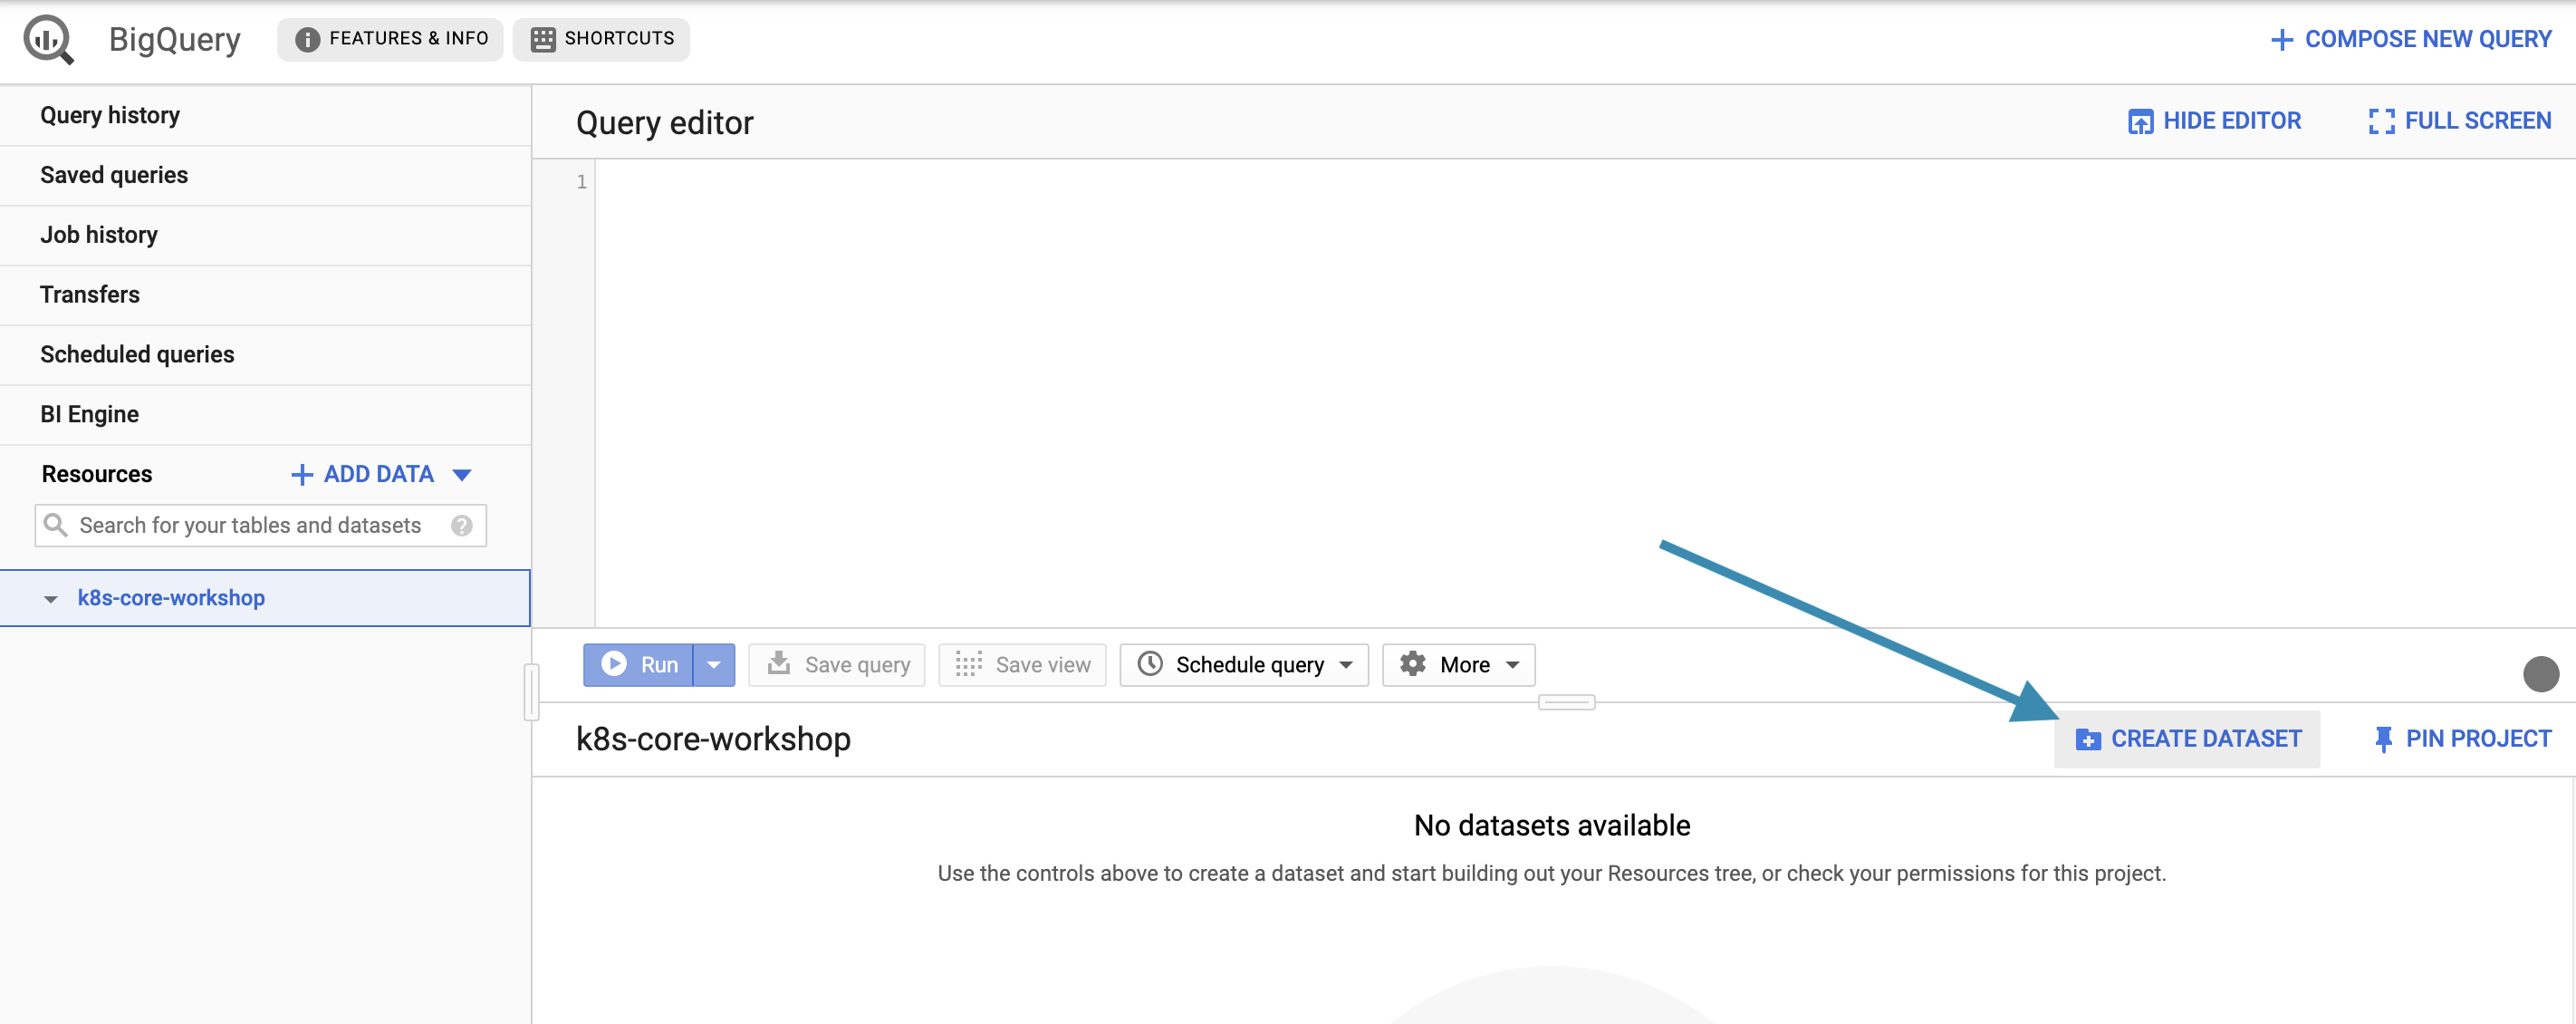 BigQuery
FEATURES & INFO
SHORTCUTS
COMPOSE NEW QUERY
Query history
Saved queries
Job history
Transfers
Scheduled queries
BI Engine
Resources
ADD DATA
Search for your tables and datasets
k8s-core-workshop
Query editor
HIDE EDITOR
FULL SCREEN
1
Run
Save query
Save view
Schedule query
More
k8s-core-workshop
CREATE DATASET
PIN PROJECT
No datasets available
Use the controls above to create a dataset and start building out your Resources tree, or check your permissions for this project.